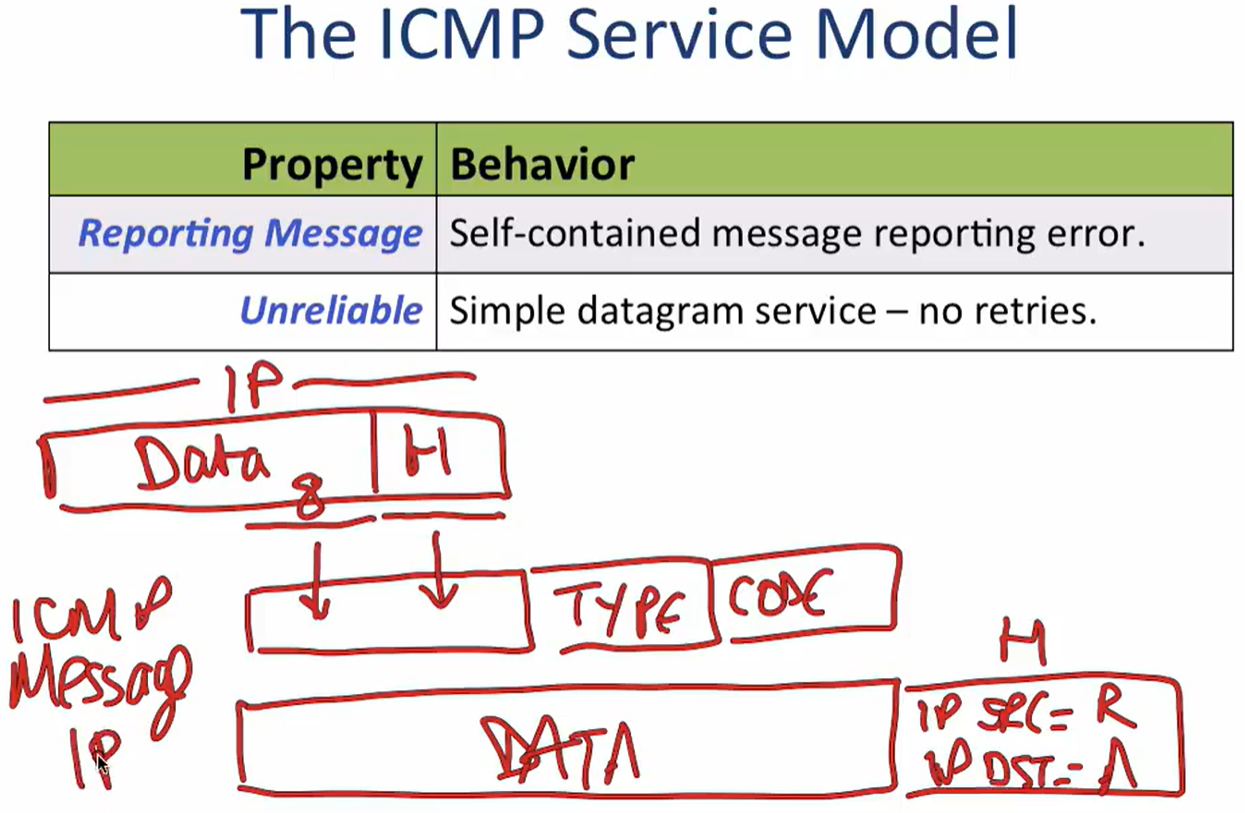 The ICMP Service Model
Property Behavior
Reporting Message Self-contained message reporting error.
Unreliable Simple datagram service – no retries.
IP
Data H
8
ICMP
Message
TYPE CODE
H
IP
DATA
IP SRC= R
IP DST= A